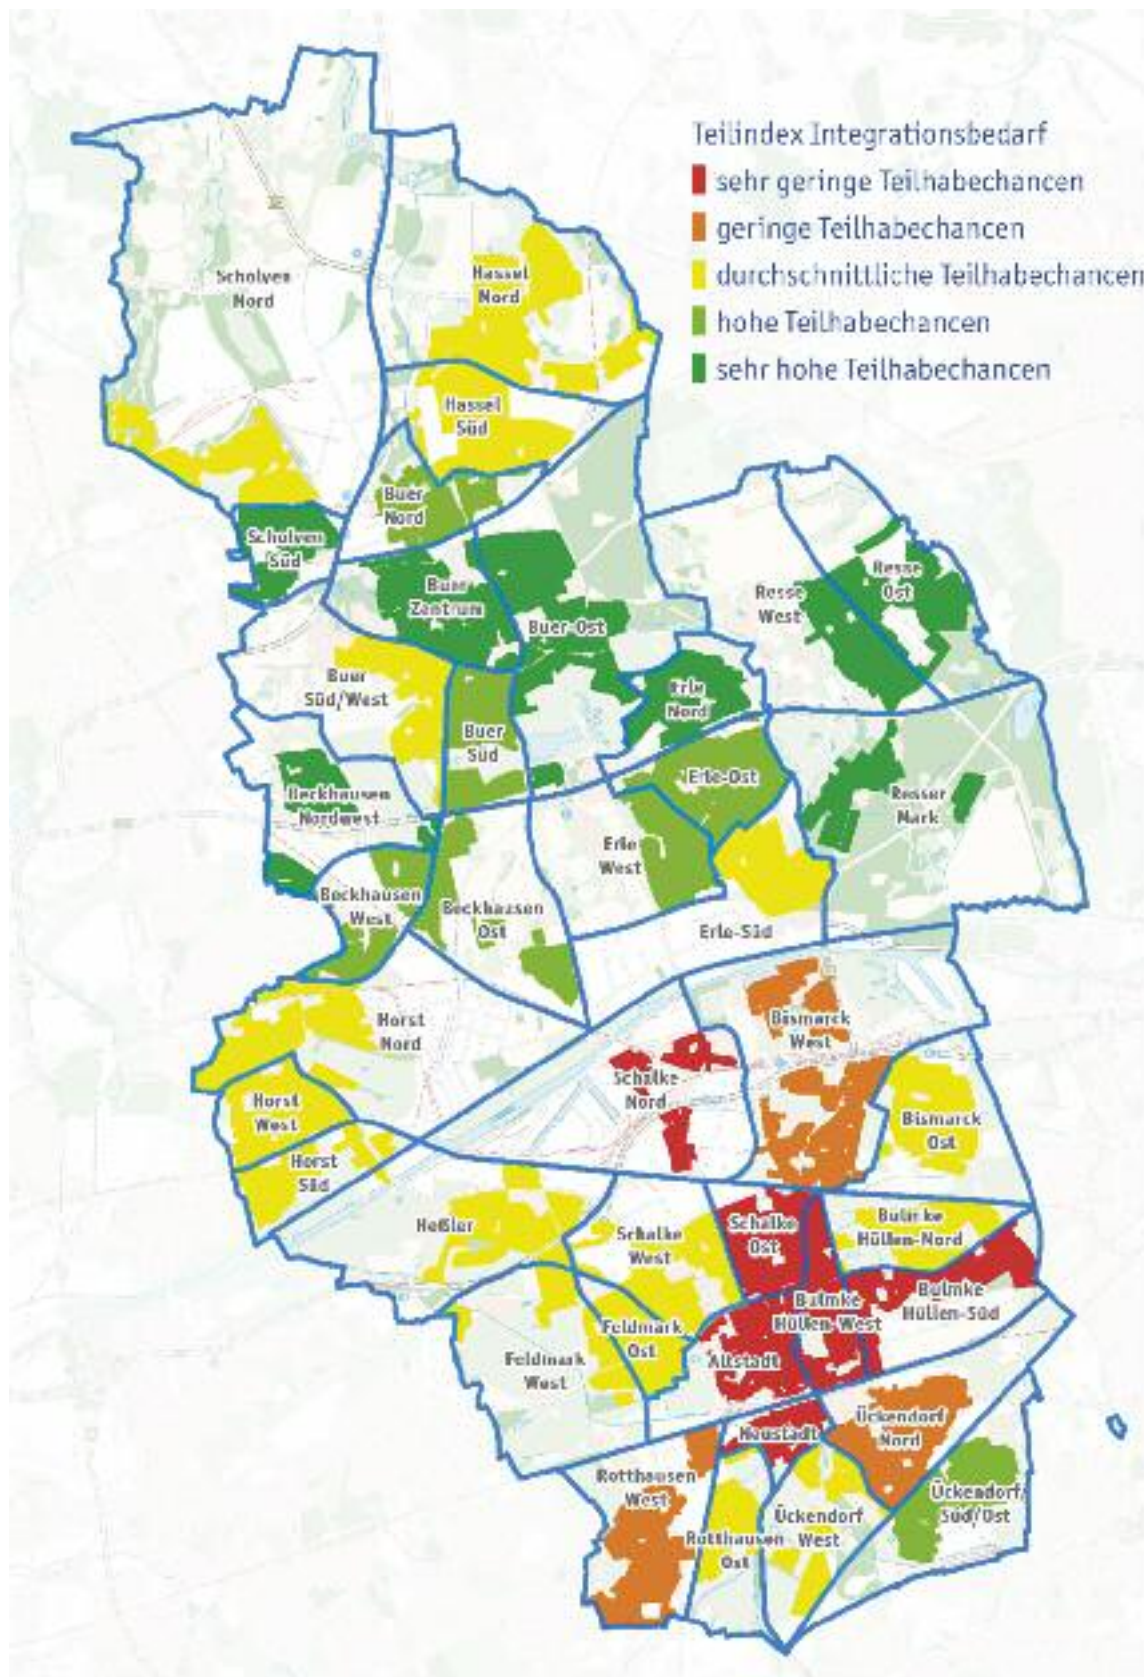 Teilindex Integrationsbedarf
sehr geringe Teilhabechancen
geringe Teilhabechancen
durchschnittliche Teilhabechancen
hohe Teilhabechancen
sehr hohe Teilhabechancen
Scholven
Nord
Hassel
Nord
Hassel
Süd
Buer
Nord
Scholven
Süd
Buer
Zentrum
Buer-Ost
Resse
West
Resse
Ost
Buer
Süd/West
Erle
Nord
Buer
Süd
Erle-Ost
Beckhausen
Nordwest
Resser
Mark
Erle
West
Beckhausen
West
Beckhausen
Ost
Erle-Süd
Horst
Nord
Bismarck
West
Schalke
Nord
Horst
West
Bismarck
Ost
Horst
Süd
Heßler
Schalke
West
Schalke
Ost
Bulmke
Hüllen-Nord
Bulmke
Hüllen-West
Bulmke
Hüllen-Süd
Feldmark
Ost
Feldmark
West
Altstadt
Neustadt
Ückendorf
Nord
Rotthausen
West
Ückendorf
Süd/Ost
Rotthausen
Ost
Ückendorf
West